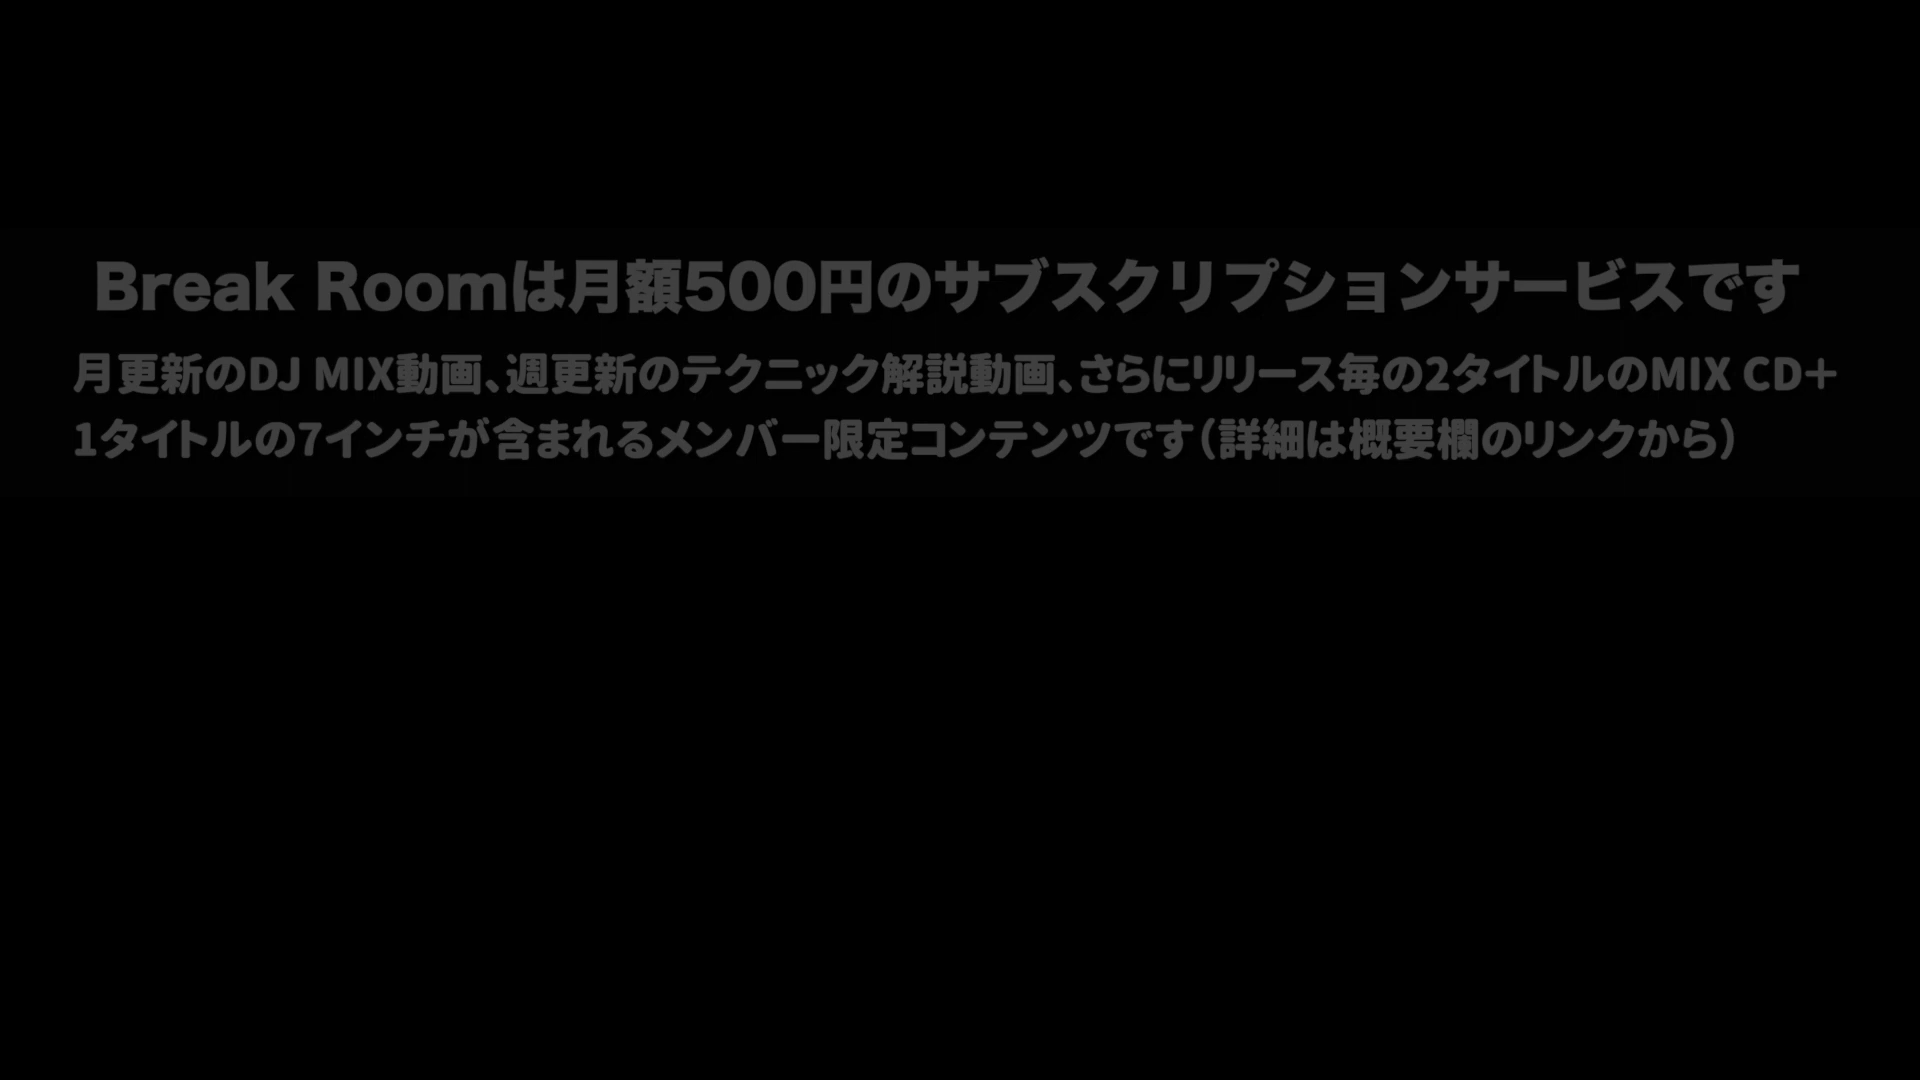 Break Roomは月額500円のサブスクリプションサービスです
月更新のDJ MIX動画、週更新のテクニック解説動画、さらにリリース毎の2タイトルのMIX CD＋
1タイトルの7インチが含まれるメンバー限定コンテンツです（詳細は概要欄のリンクから）